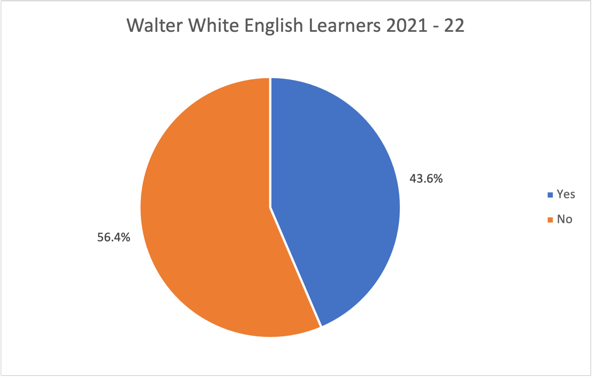 Walter White English Learners 2021 - 22
43.6%
Yes
No
56.4%